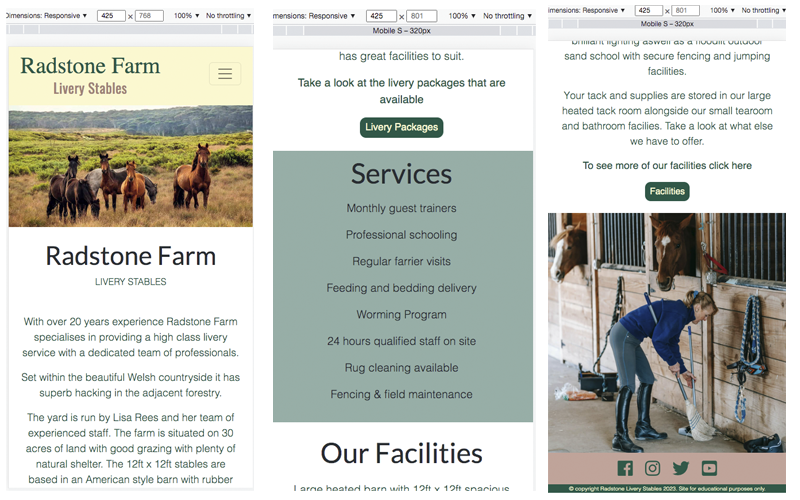 Dimensions: Responsive ▼ 425 × 768 100% ▼ No throttling ▼
Radstone Farm
Livery Stables
Radstone Farm
LIVERY STABLES
With over 20 years experience Radstone Farm
specialises in providing a high class livery
service with a dedicated team of professionals.
Set within the beautiful Welsh countryside it has
superb hacking in the adjacent forestry.
The yard is run by Lisa Rees and her team of
experienced staff. The farm is situated on 30
acres of land with good grazing with plenty of
natural shelter. The 12ft x 12ft stables are
based in an American style barn with rubber
Dimensions: Responsive ▼ 425 × 801 100% ▼ No throttling ▼
Mobile S – 320px
has great facilities to suit.
Take a look at the livery packages that are
available
Livery Packages
Services
Monthly guest trainers
Professional schooling
Regular farrier visits
Feeding and bedding delivery
Worming Program
24 hours qualified staff on site
Rug cleaning available
Fencing & field maintenance
Our Facilities
Large heated barn with 12ft x 12ft spacious
imensions: Responsive ▼ 425 × 801 100% ▼ No throttling ▼
Mobile S – 320px
brilliant lighting aswell as a floodlit outdoor
sand school with secure fencing and jumping
facilities.
Your tack and supplies are stored in our large
heated tack room alongside our small tearoom
and bathroom facilies. Take a look at what else
we have to offer.
To see more of our facilities click here
Facilities
© copyright Radstone Livery Stables 2023. Site for educational purposes only.